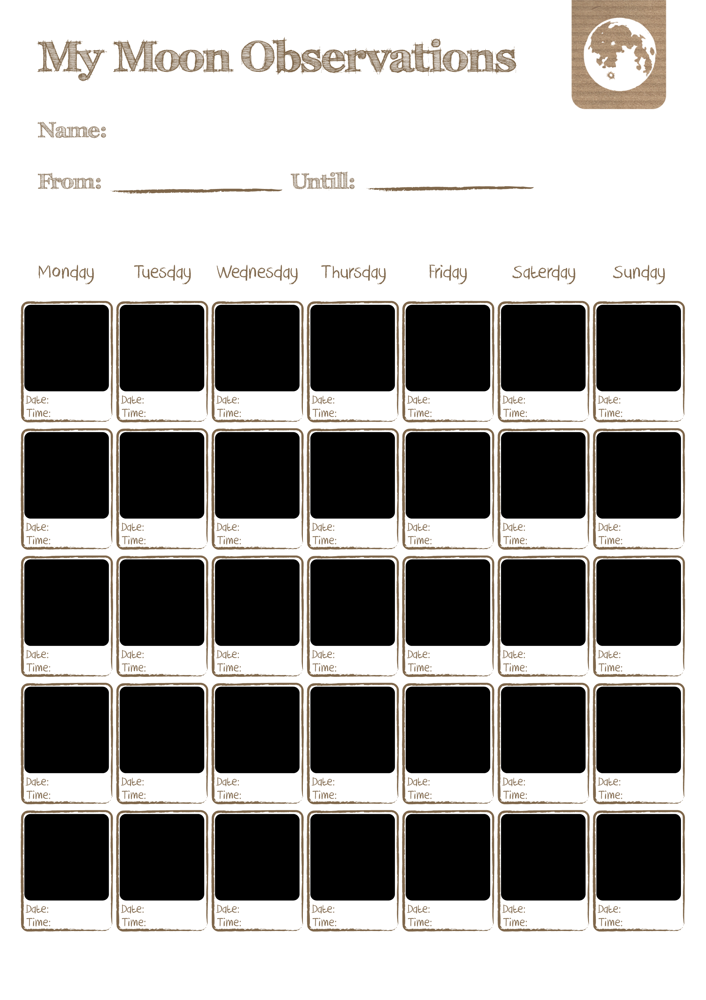 My Moon Observations
Name:
From: Untill:
Monday Tuesday Wednesday Thursday Friday Saterday Sunday
Date: Date: Date: Date: Date: Date: Date:
Time: Time: Time: Time: Time: Time: Time:
Date: Date: Date: Date: Date: Date: Date:
Time: Time: Time: Time: Time: Time: Time:
Date: Date: Date: Date: Date: Date: Date:
Time: Time: Time: Time: Time: Time: Time:
Date: Date: Date: Date: Date: Date: Date:
Time: Time: Time: Time: Time: Time: Time:
Date: Date: Date: Date: Date: Date: Date:
Time: Time: Time: Time: Time: Time: Time: